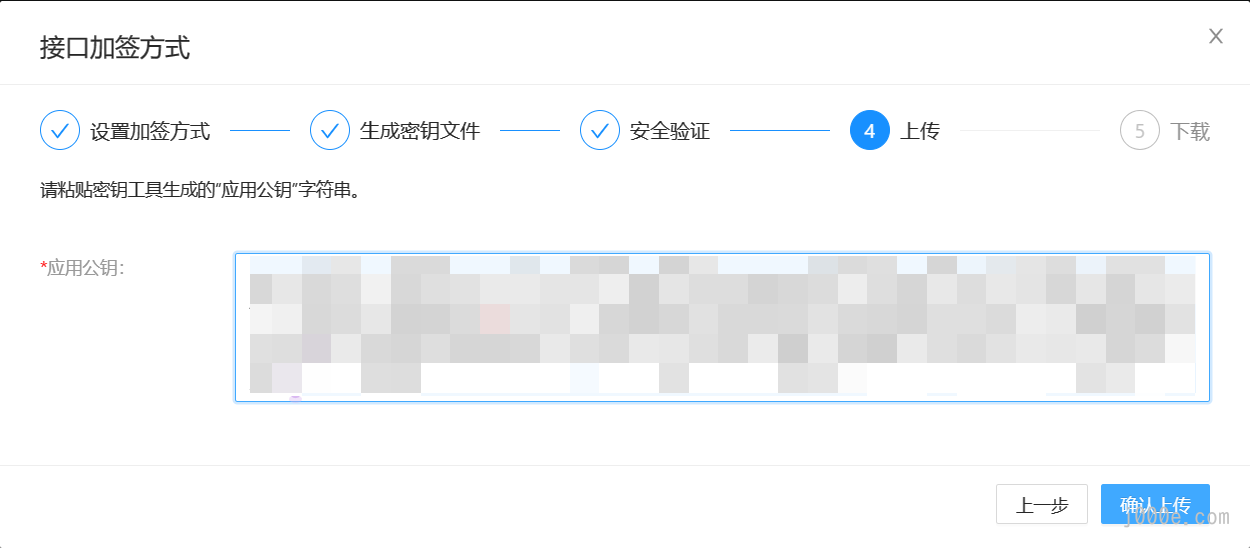 接口加签方式
设置加签方式 生成密钥文件 安全验证 4 上传 5 下载
请粘贴密钥工具生成的“应用公钥”字符串。
*应用公钥：
上一步 确认上传
j000e.com